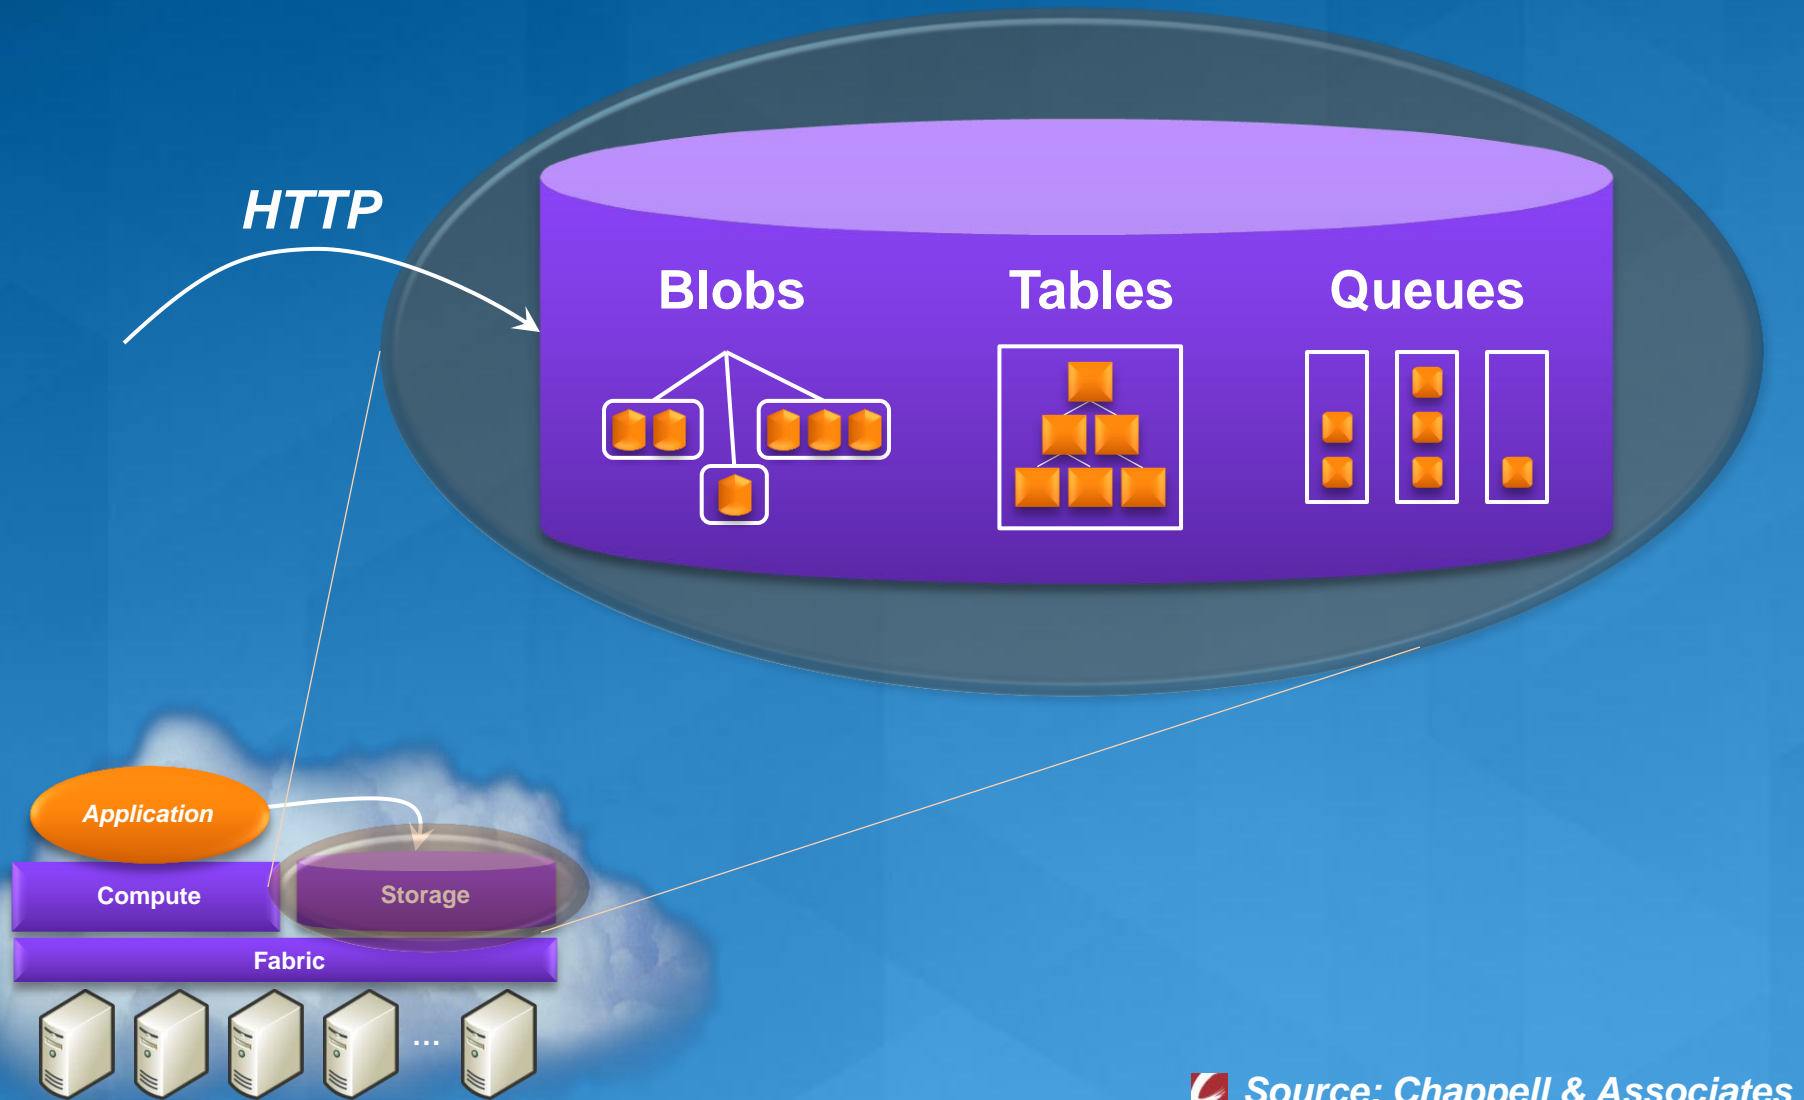 HTTP
Blobs
Tables
Queues
Application
Compute
Storage
Fabric
...
Source: Chappell & Associates